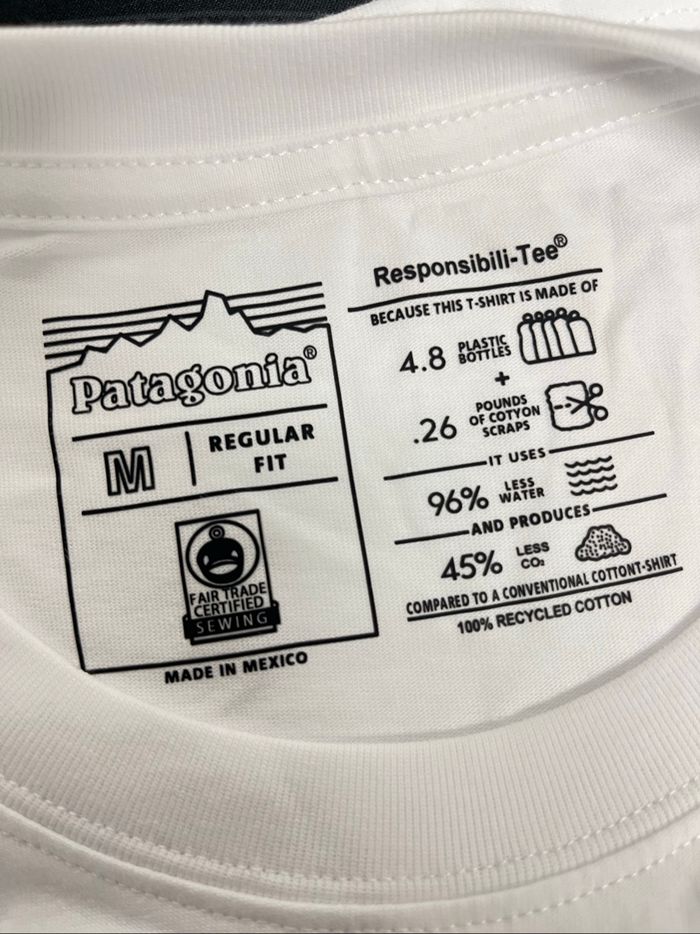 Patagonia®
M
REGULAR
FIT
FAIR TRADE
CERTIFIED
SEWING
MADE IN MEXICO
Responsibili-Tee®
BECAUSE THIS T-SHIRT IS MADE OF
4.8 PLASTIC
BOTTLES
+
.26 POUNDS
OF COTYON
SCRAPS
IT USES
96% LESS
WATER
AND PRODUCES
45% LESS
CO₂
COMPARED TO A CONVENTIONAL COTTONT-SHIRT
100% RECYCLED COTTON